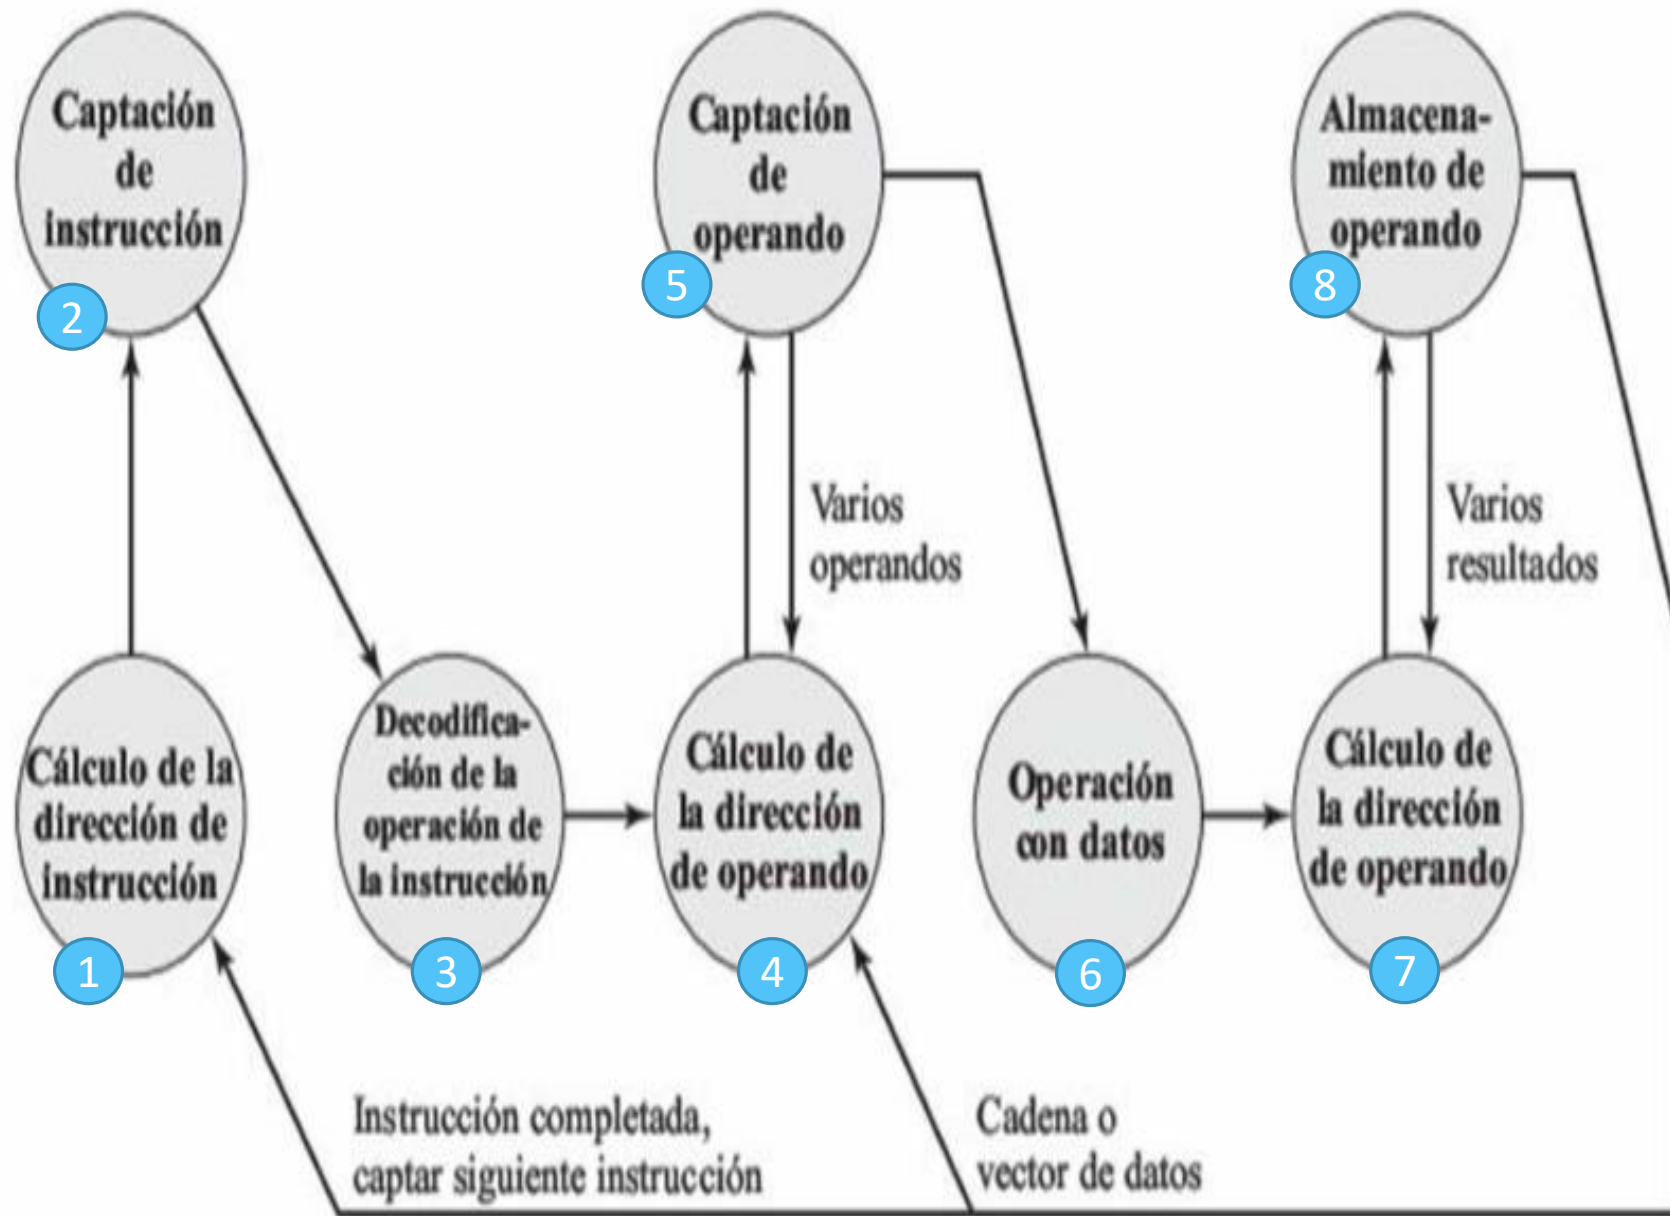 Captación
de
instrucción
2
Captación
de
operando
5
Almacena-
miento de
operando
8
Varios
operandos
Varios
resultados
Cálculo de la
dirección de
instrucción
1
Decodifica-
ción de la
operación de
la instrucción
3
Cálculo de
la dirección
de operando
4
Operación
con datos
6
Cálculo de
la dirección
de operando
7
Instrucción completada,
captar siguiente instrucción
Cadena o
vector de datos